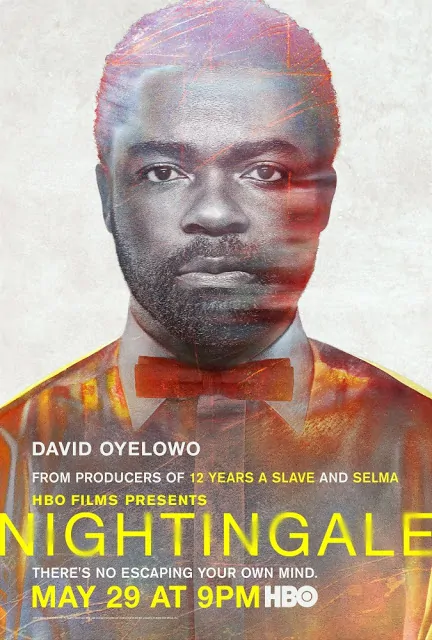 DAVID OYELOWO
FROM PRODUCERS OF 12 YEARS A SLAVE AND SELMA
HBO FILMS PRESENTS
NIGHTINGALE
THERE'S NO ESCAPING YOUR OWN MIND.
MAY 29 AT 9PM HBO